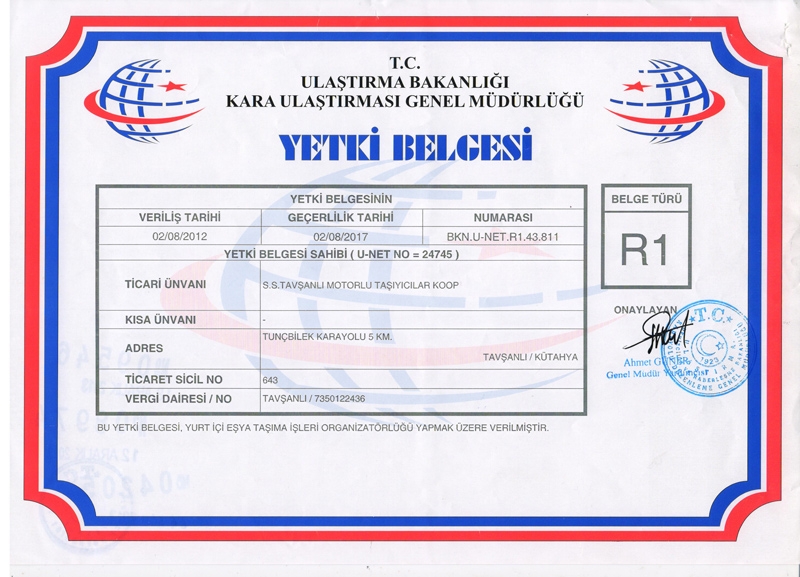 T.C.
ULAŞTIRMA BAKANLIĞI
KARA ULAŞTIRMASI GENEL MÜDÜRLÜĞÜ
YETKİ BELGESİ
YETKİ BELGESİNİN
VERİLİŞ TARİHİ GEÇERLİLİK TARİHİ NUMARASI
02/08/2012 02/08/2017 BKN.U-NET.R1.43.811
YETKİ BELGESİ SAHİBİ ( U-NET NO = 24745 )
TİCARİ ÜNVANI S.S.TAVŞANLI MOTORLU TAŞIYICILAR KOOP
KISA ÜNVANI -
ADRES TUNÇBİLEK KARAYOLU 5 KM.
TAVŞANLI / KÜTAHYA
TİCARET SİCİL NO 643
VERGİ DAİRESİ / NO TAVŞANLI / 7350122436
BU YETKİ BELGESİ, YURT İÇİ EŞYA TAŞIMA İŞLERİ ORGANİZATÖRLÜĞÜ YAPMAK ÜZERE VERİLMİŞTİR.
BELGE TÜRÜ
R1
ONAYLAYAN
Ahmet
Genel Müdür
T.C.
1923